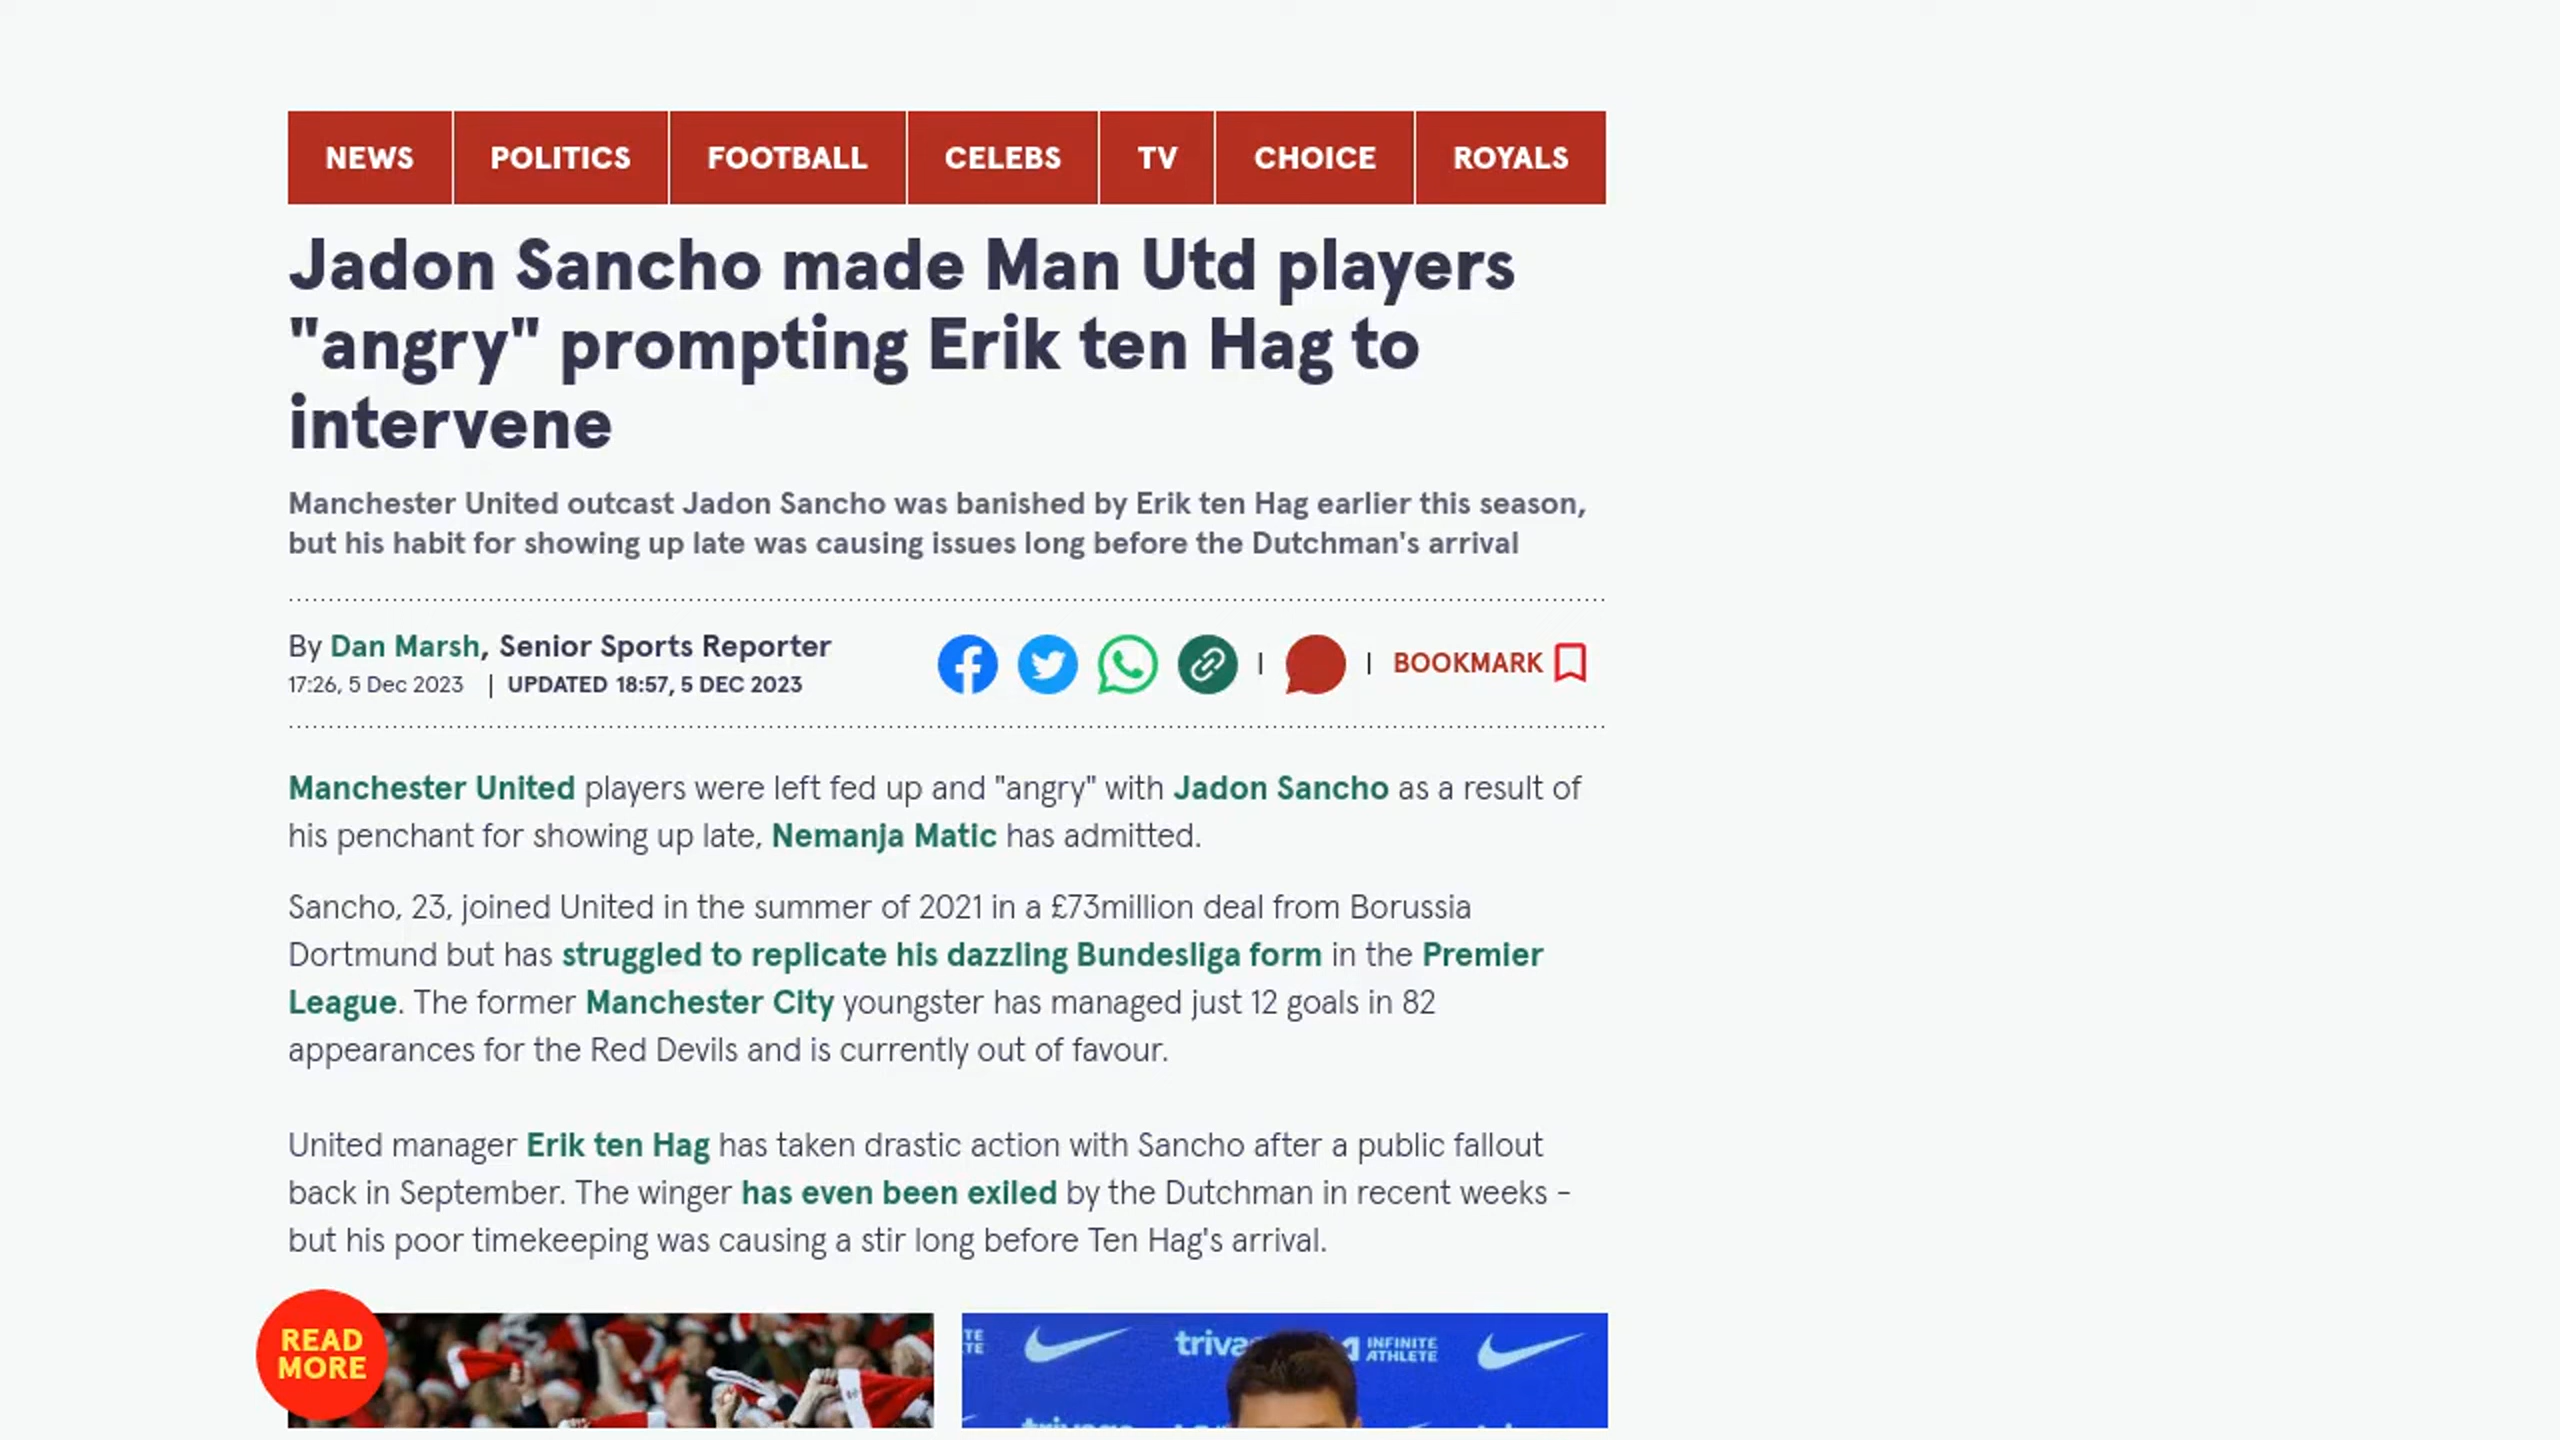 NEWS
POLITICS
FOOTBALL
CELEBS
TV
CHOICE
ROYALS
Jadon Sancho made Man Utd players
"angry" prompting Erik ten Hag to
intervene
Manchester United outcast Jadon Sancho was banished by Erik ten Hag earlier this season,
but his habit for showing up late was causing issues long before the Dutchman's arrival
By Dan Marsh, Senior Sports Reporter
17:26, 5 Dec 2023 | UPDATED 18:57, 5 DEC 2023
BOOKMARK
Manchester United players were left fed up and "angry" with Jadon Sancho as a result of
his penchant for showing up late, Nemanja Matic has admitted.
Sancho, 23, joined United in the summer of 2021 in a £73million deal from Borussia
Dortmund but has struggled to replicate his dazzling Bundesliga form in the Premier
League. The former Manchester City youngster has managed just 12 goals in 82
appearances for the Red Devils and is currently out of favour.
United manager Erik ten Hag has taken drastic action with Sancho after a public fallout
back in September. The winger has even been exiled by the Dutchman in recent weeks –
but his poor timekeeping was causing a stir long before Ten Hag's arrival.
READ
MORE
INFINITE
ATHLETE